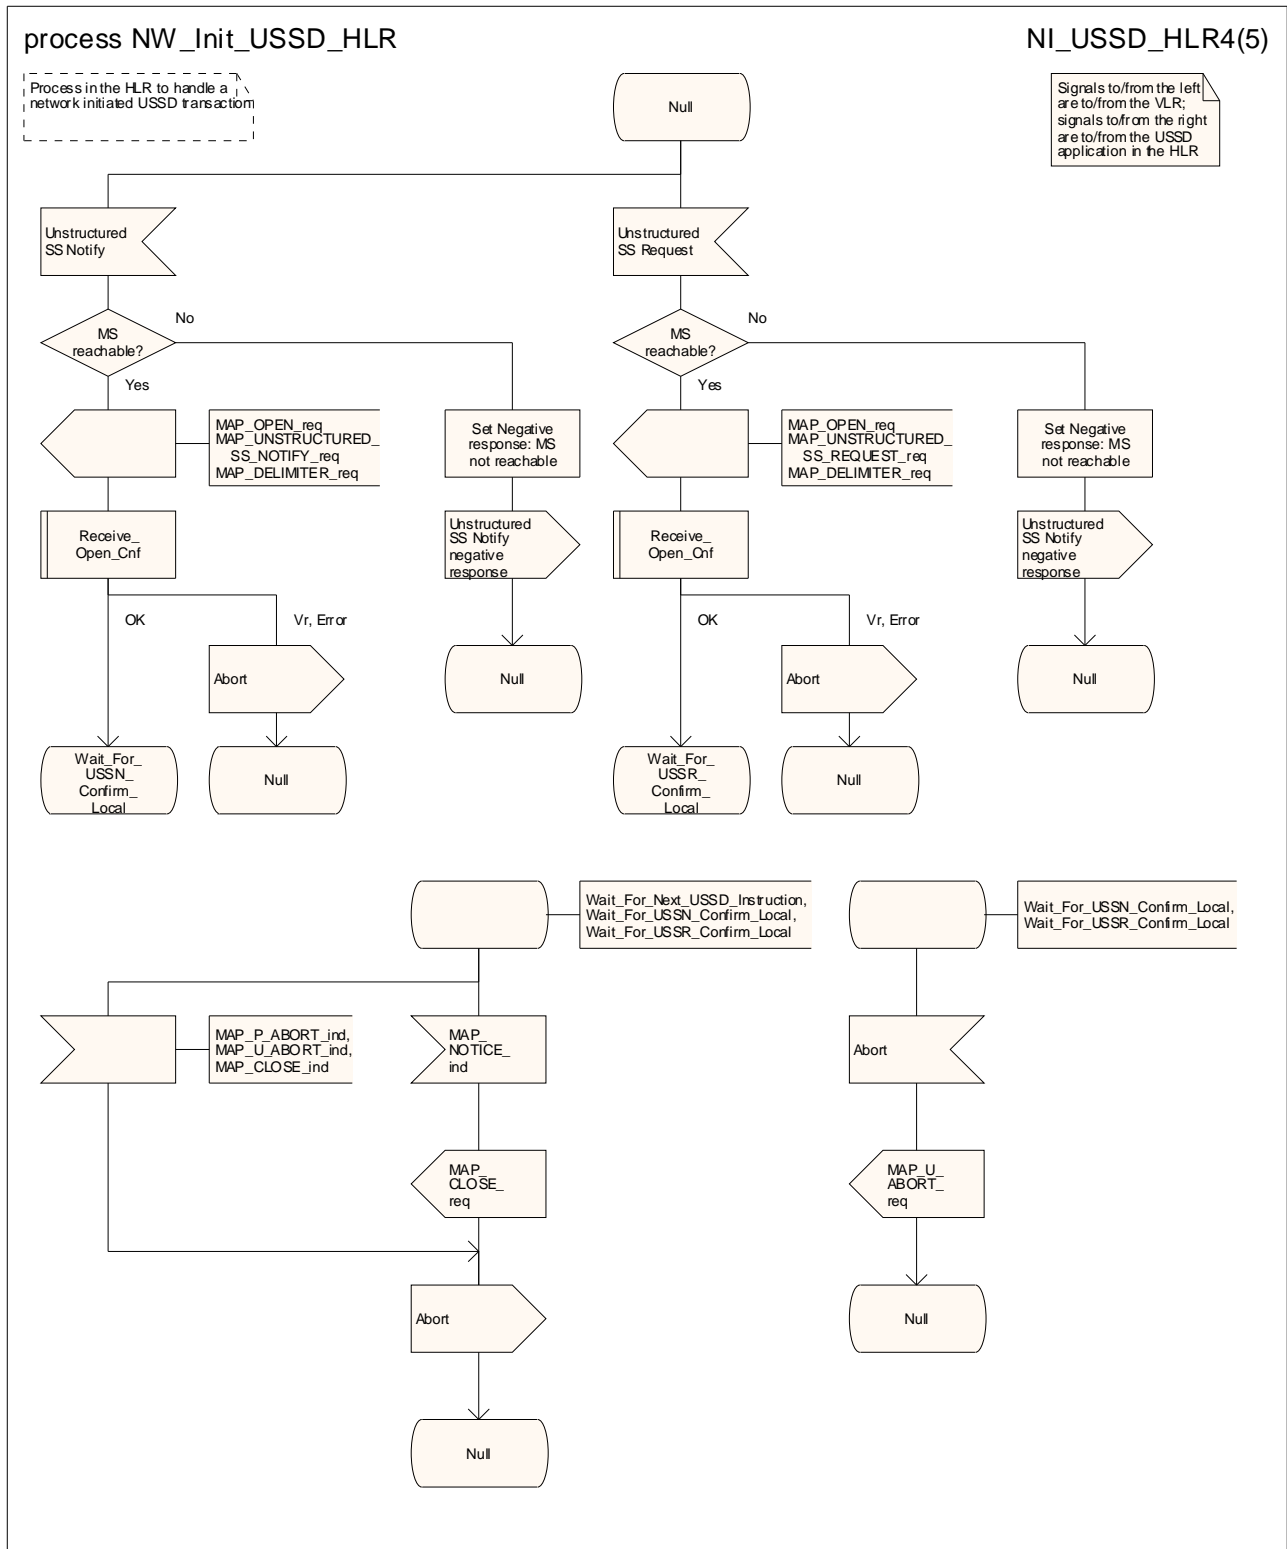 process NW_Init_USSD_HLR
NI_USSD_HLR4(5)
Process in the HLR to handle a
network initiated USSD transaction
Signals to/from the left
are to/from the VLR;
signals to/from the right
are to/from the USSD
application in the HLR
Null
Unstructured
SS Notify
Unstructured
SS Request
MS
reachable?
No
Yes
MS
reachable?
No
Yes
MAP_OPEN_req
MAP_UNSTRUCTURED_
SS_NOTIFY_req
MAP_DELIMITER_req
Set Negative
response: MS
not reachable
MAP_OPEN_req
MAP_UNSTRUCTURED_
SS_REQUEST_req
MAP_DELIMITER_req
Set Negative
response: MS
not reachable
Receive_
Open_Cnf
Unstructured
SS Notify
negative
response
Receive_
Open_Cnf
Unstructured
SS Notify
negative
response
OK
Vr, Error
OK
Vr, Error
Abort
Null
Abort
Null
Wait_For_
USSN_
Confirm_
Local
Null
Wait_For_
USSR_
Confirm_
Local
Null
Wait_For_Next_USSD_Instruction,
Wait_For_USSN_Confirm_Local,
Wait_For_USSR_Confirm_Local
Wait_For_USSN_Confirm_Local,
Wait_For_USSR_Confirm_Local
MAP_P_ABORT_ind,
MAP_U_ABORT_ind,
MAP_CLOSE_ind
MAP_
NOTICE_
ind
Abort
MAP_
CLOSE_
req
MAP_U_
ABORT_
req
Abort
Null
Null